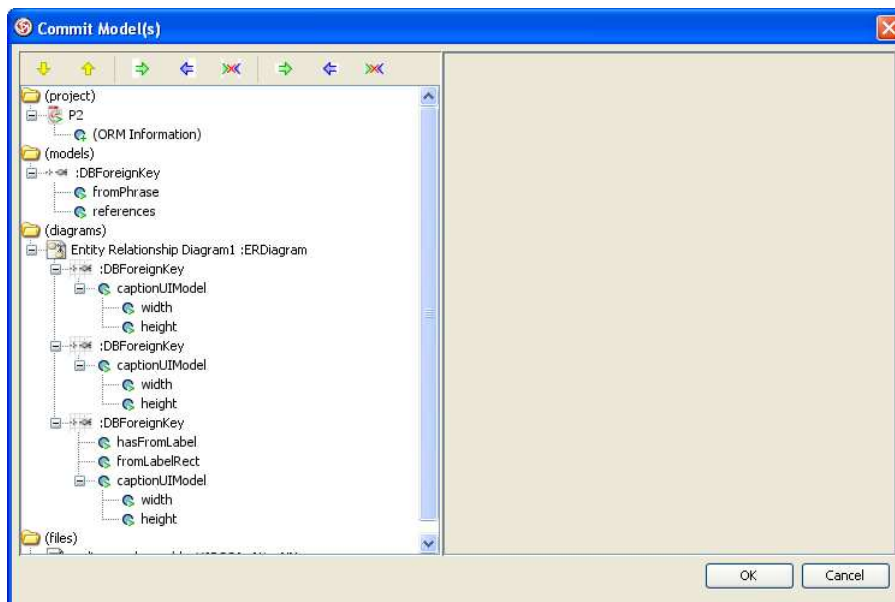 Commit Model(s)
(project)
P2
(ORM Information)
(models)
:DBForeignKey
fromPhrase
references
(diagrams)
Entity Relationship Diagram1 :ERDiagram
:DBForeignKey
captionUIModel
width
height
:DBForeignKey
captionUIModel
width
height
:DBForeignKey
hasFromLabel
fromLabelRect
captionUIModel
width
height
(files)
OK Cancel